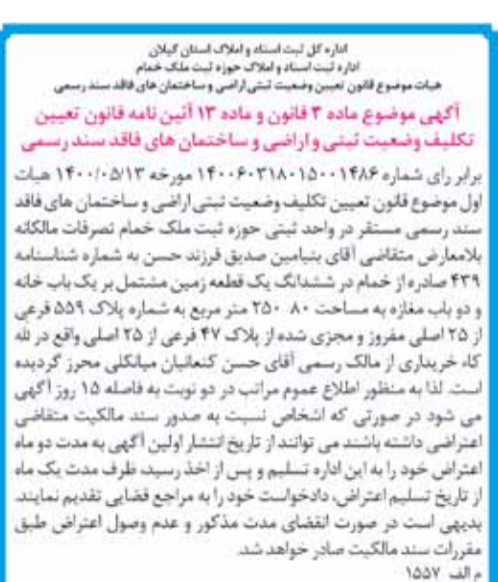 اداره کل ثبت اسناد و املاک استان گیلان
اداره ثبت اسناد و املاک حوزه ثبت ملک خمام
هیات موضوع قانون تعیین وضعیت ثبتی اراضی و ساختمان های فاقد سند رسمی
آگهی موضوع ماده ۳ قانون و ماده ۱۳ آئین نامه قانون تعیین
تکلیف وضعیت ثبتی و اراضی و ساختمان های فاقد سند رسمی
برابر رای شماره ۱۴۰۰۶۰۳۱۸۰۱۵۰۰۱۴۸۶ مورخه ۱۴۰۰/۰۵/۱۳ هیات
اول موضوع قانون تعیین تکلیف وضعیت ثبتی اراضی و ساختمان های فاقد
سند رسمی مستقر در واحد ثبتی حوزه ثبت ملک خمام تصرفات مالکانه
بلامعارض متقاضی آقای بنیامین صدیق فرزند حسن به شماره شناسنامه
۴۳۹ صادره از خمام در ششدانگ یک قطعه زمین مشتمل بر یک باب خانه
و دو باب مغازه به مساحت ۲۵۰.۸۰ متر مربع به شماره پلاک ۵۵۹ فرعی
از ۲۵ اصلی مفروز و مجزی شده از پلاک ۴۷ فرعی از ۲۵ اصلی واقع در تله
کاه خریداری از مالک رسمی آقای حسن کنعانیان میانکلی محرز گردیده
است. لذا به منظور اطلاع عموم مراتب در دو نوبت به فاصله ۱۵ روز آگهی
می شود در صورتی که اشخاص نسبت به صدور سند مالکیت متقاضی
اعتراضی داشته باشند می توانند از تاریخ انتشار اولین آگهی به مدت دو ماه
اعتراض خود را به این اداره تسلیم و پس از اخذ رسید، ظرف مدت یک ماه
از تاریخ تسلیم اعتراض، دادخواست خود را به مراجع قضایی تقدیم نمایند.
بدیهی است در صورت انقضای مدت مذکور و عدم وصول اعتراض طبق
مقررات سند مالکیت صادر خواهد شد.
م الف ۱۵۵۷